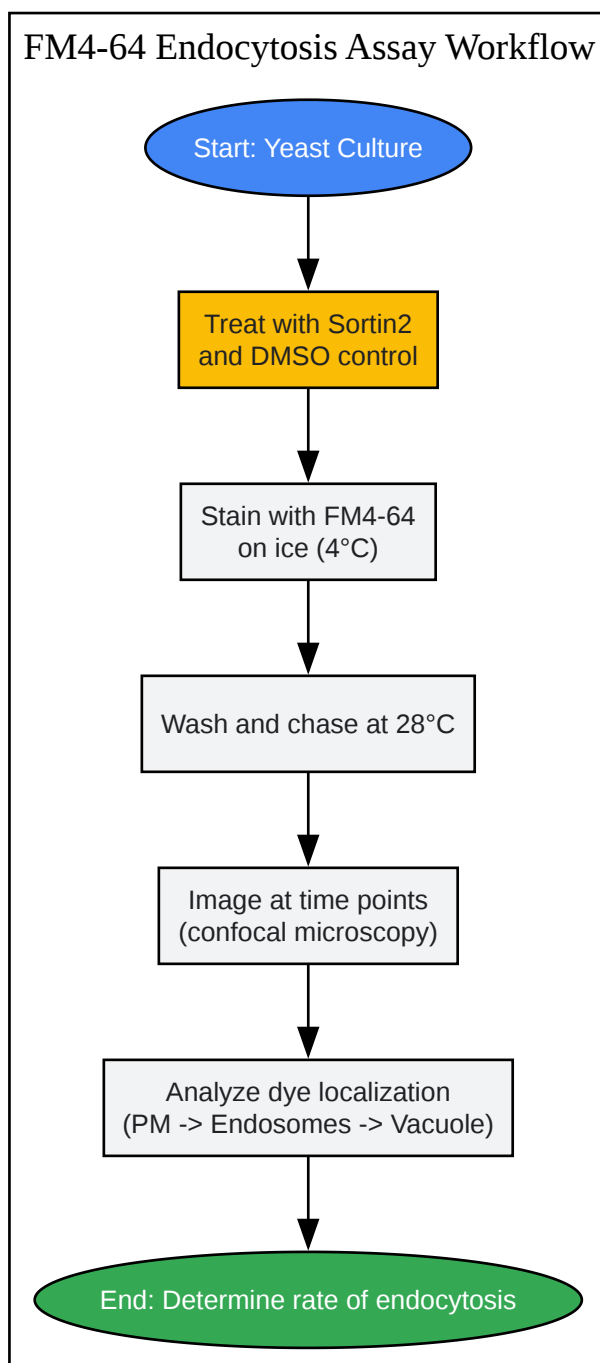 FM4-64 Endocytosis Assay Workflow
Start: Yeast Culture
Treat with Sortin2
and DMSO control
Stain with FM4-64
on ice (4°C)
Wash and chase at 28°C
Image at time points
(confocal microscopy)
Analyze dye localization
(PM -> Endosomes -> Vacuole)
End: Determine rate of endocytosis